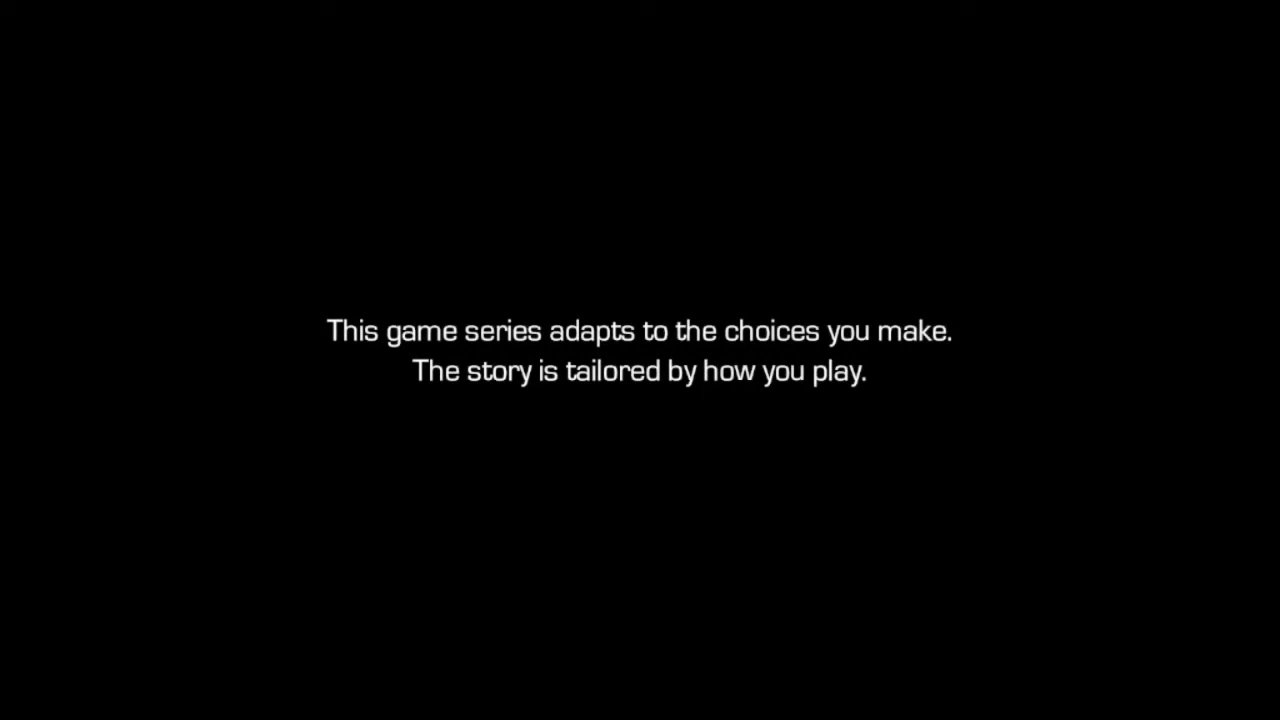 This game series adapts to the choices you make.
The story is tailored by how you play.